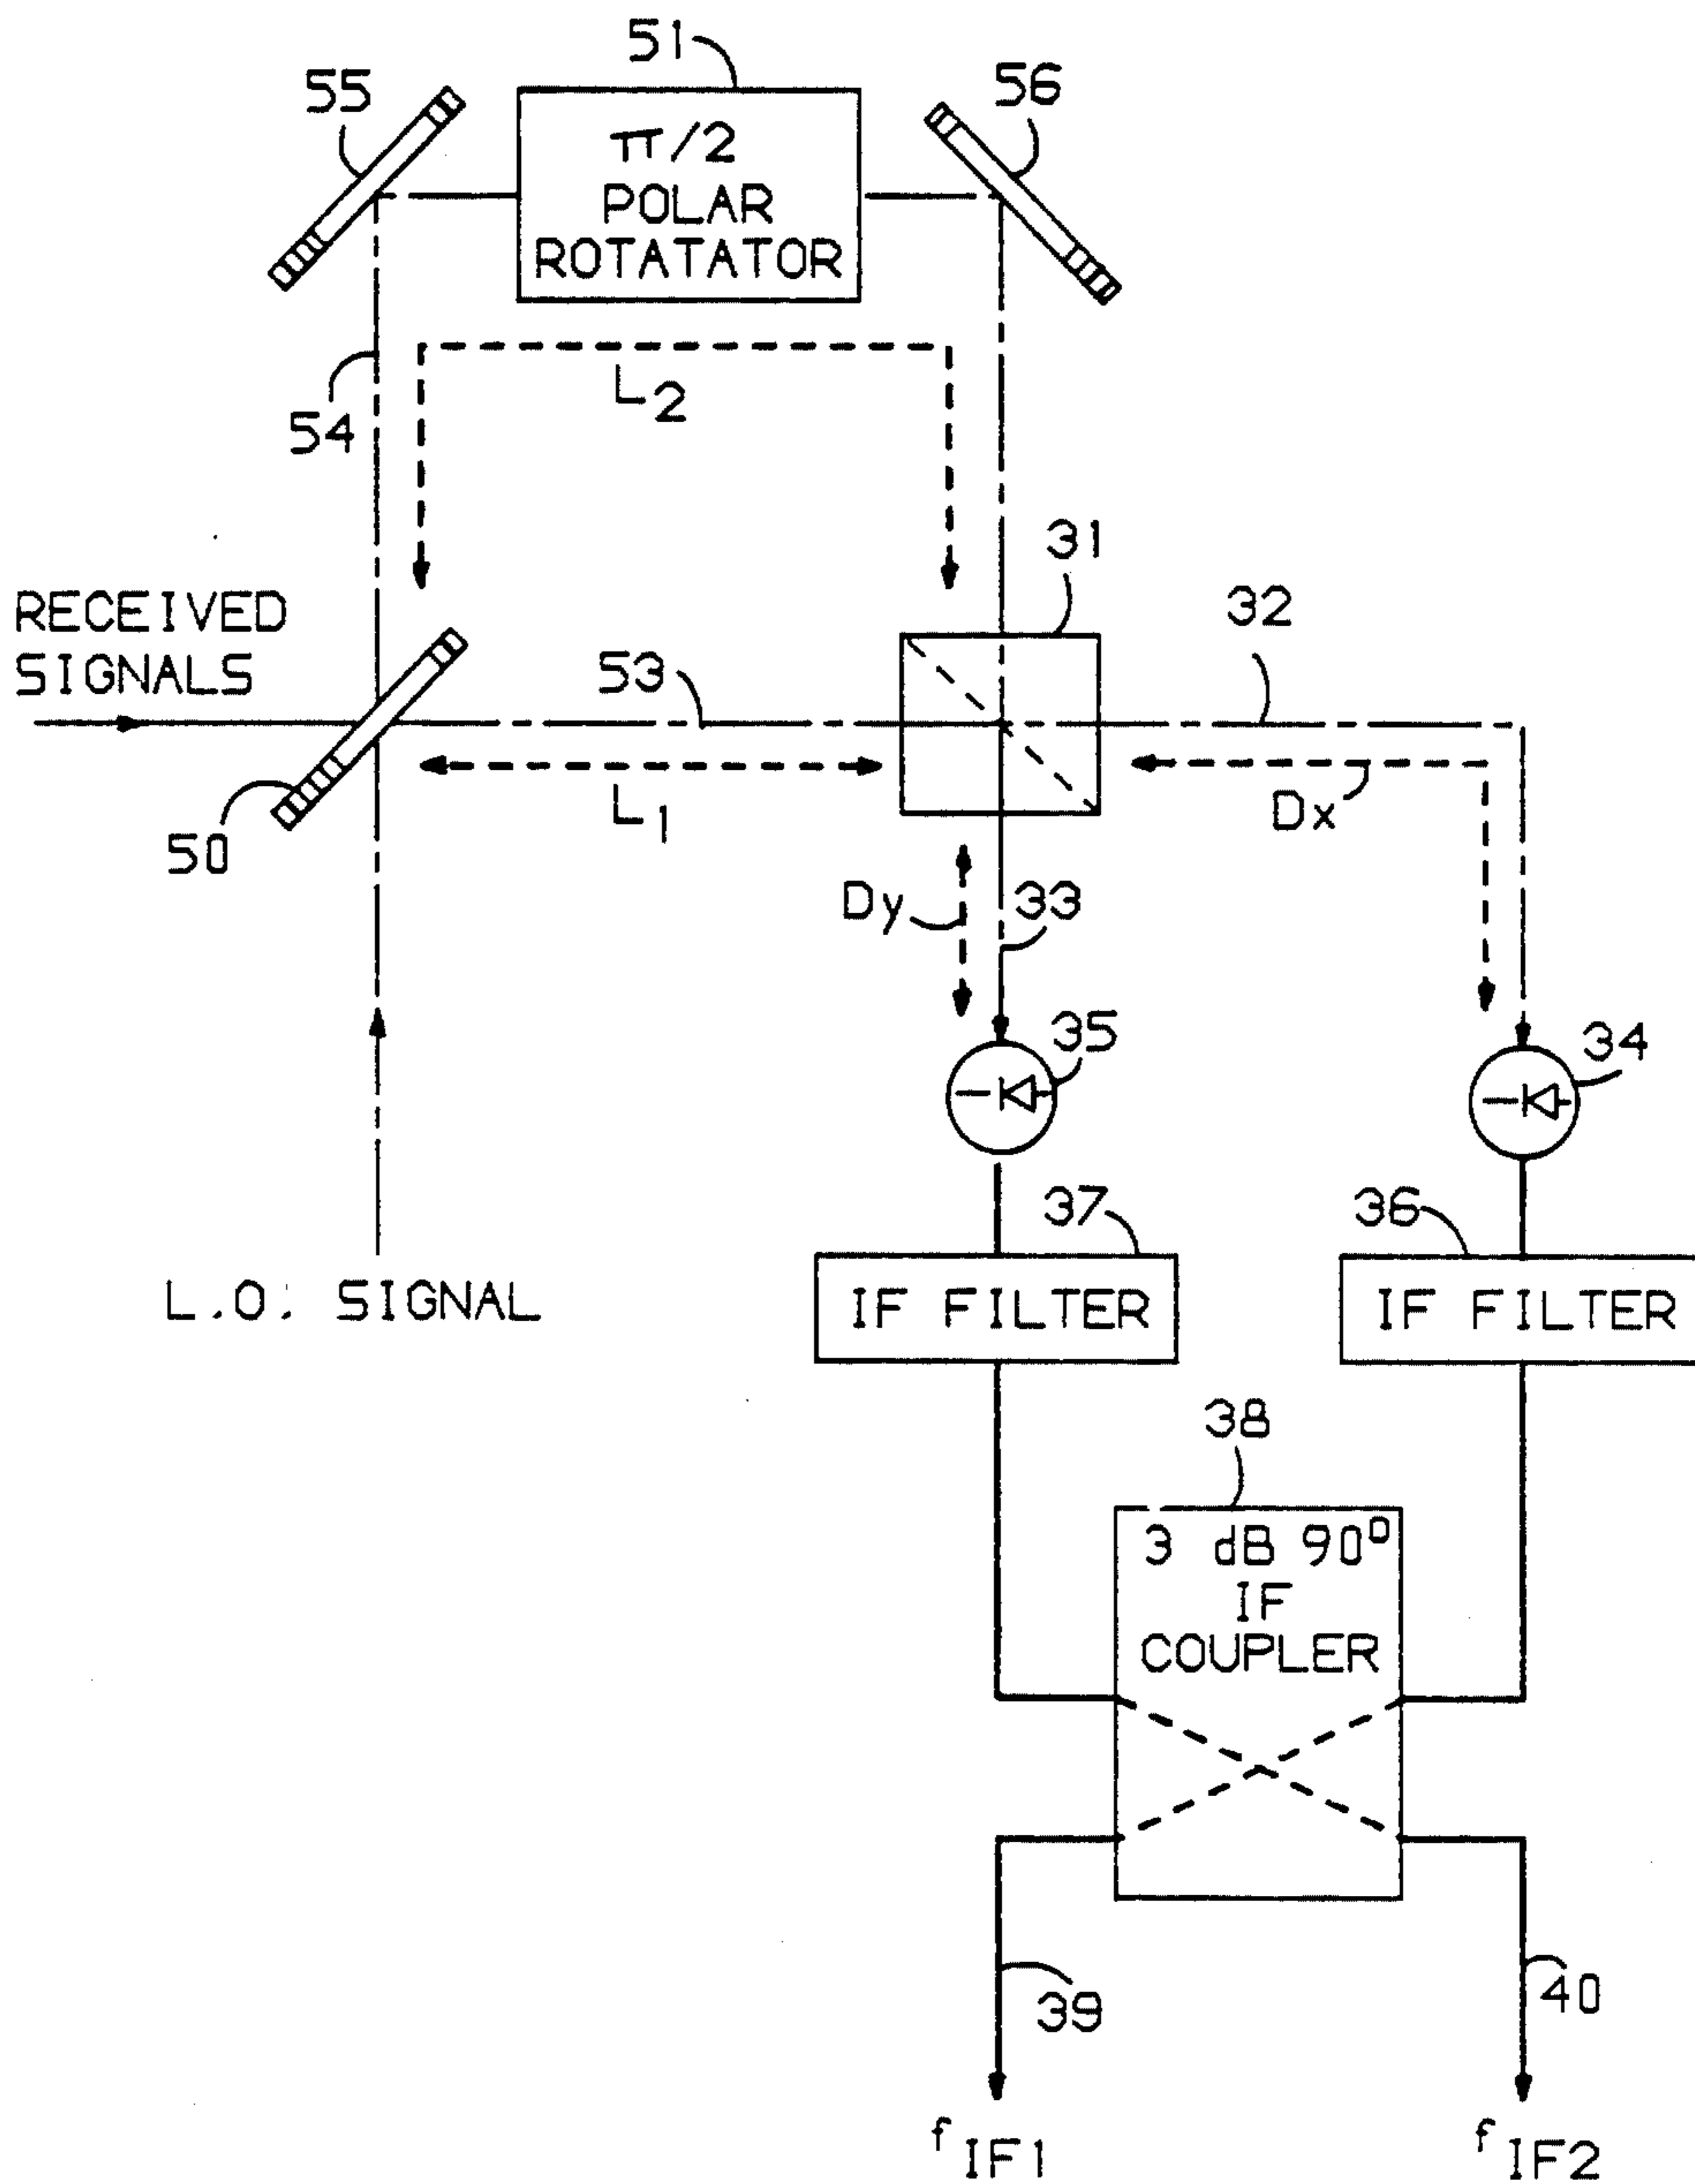 51
55
56
π/2
POLAR
ROTATATOR
L2
54
31
RECEIVED
SIGNALS
53
32
L1
Dx
50
Dy
33
35
34
37
36
L.O. SIGNAL
IF FILTER
IF FILTER
38
3 dB 90°
IF
COUPLER
39
40
fIF1
fIF2